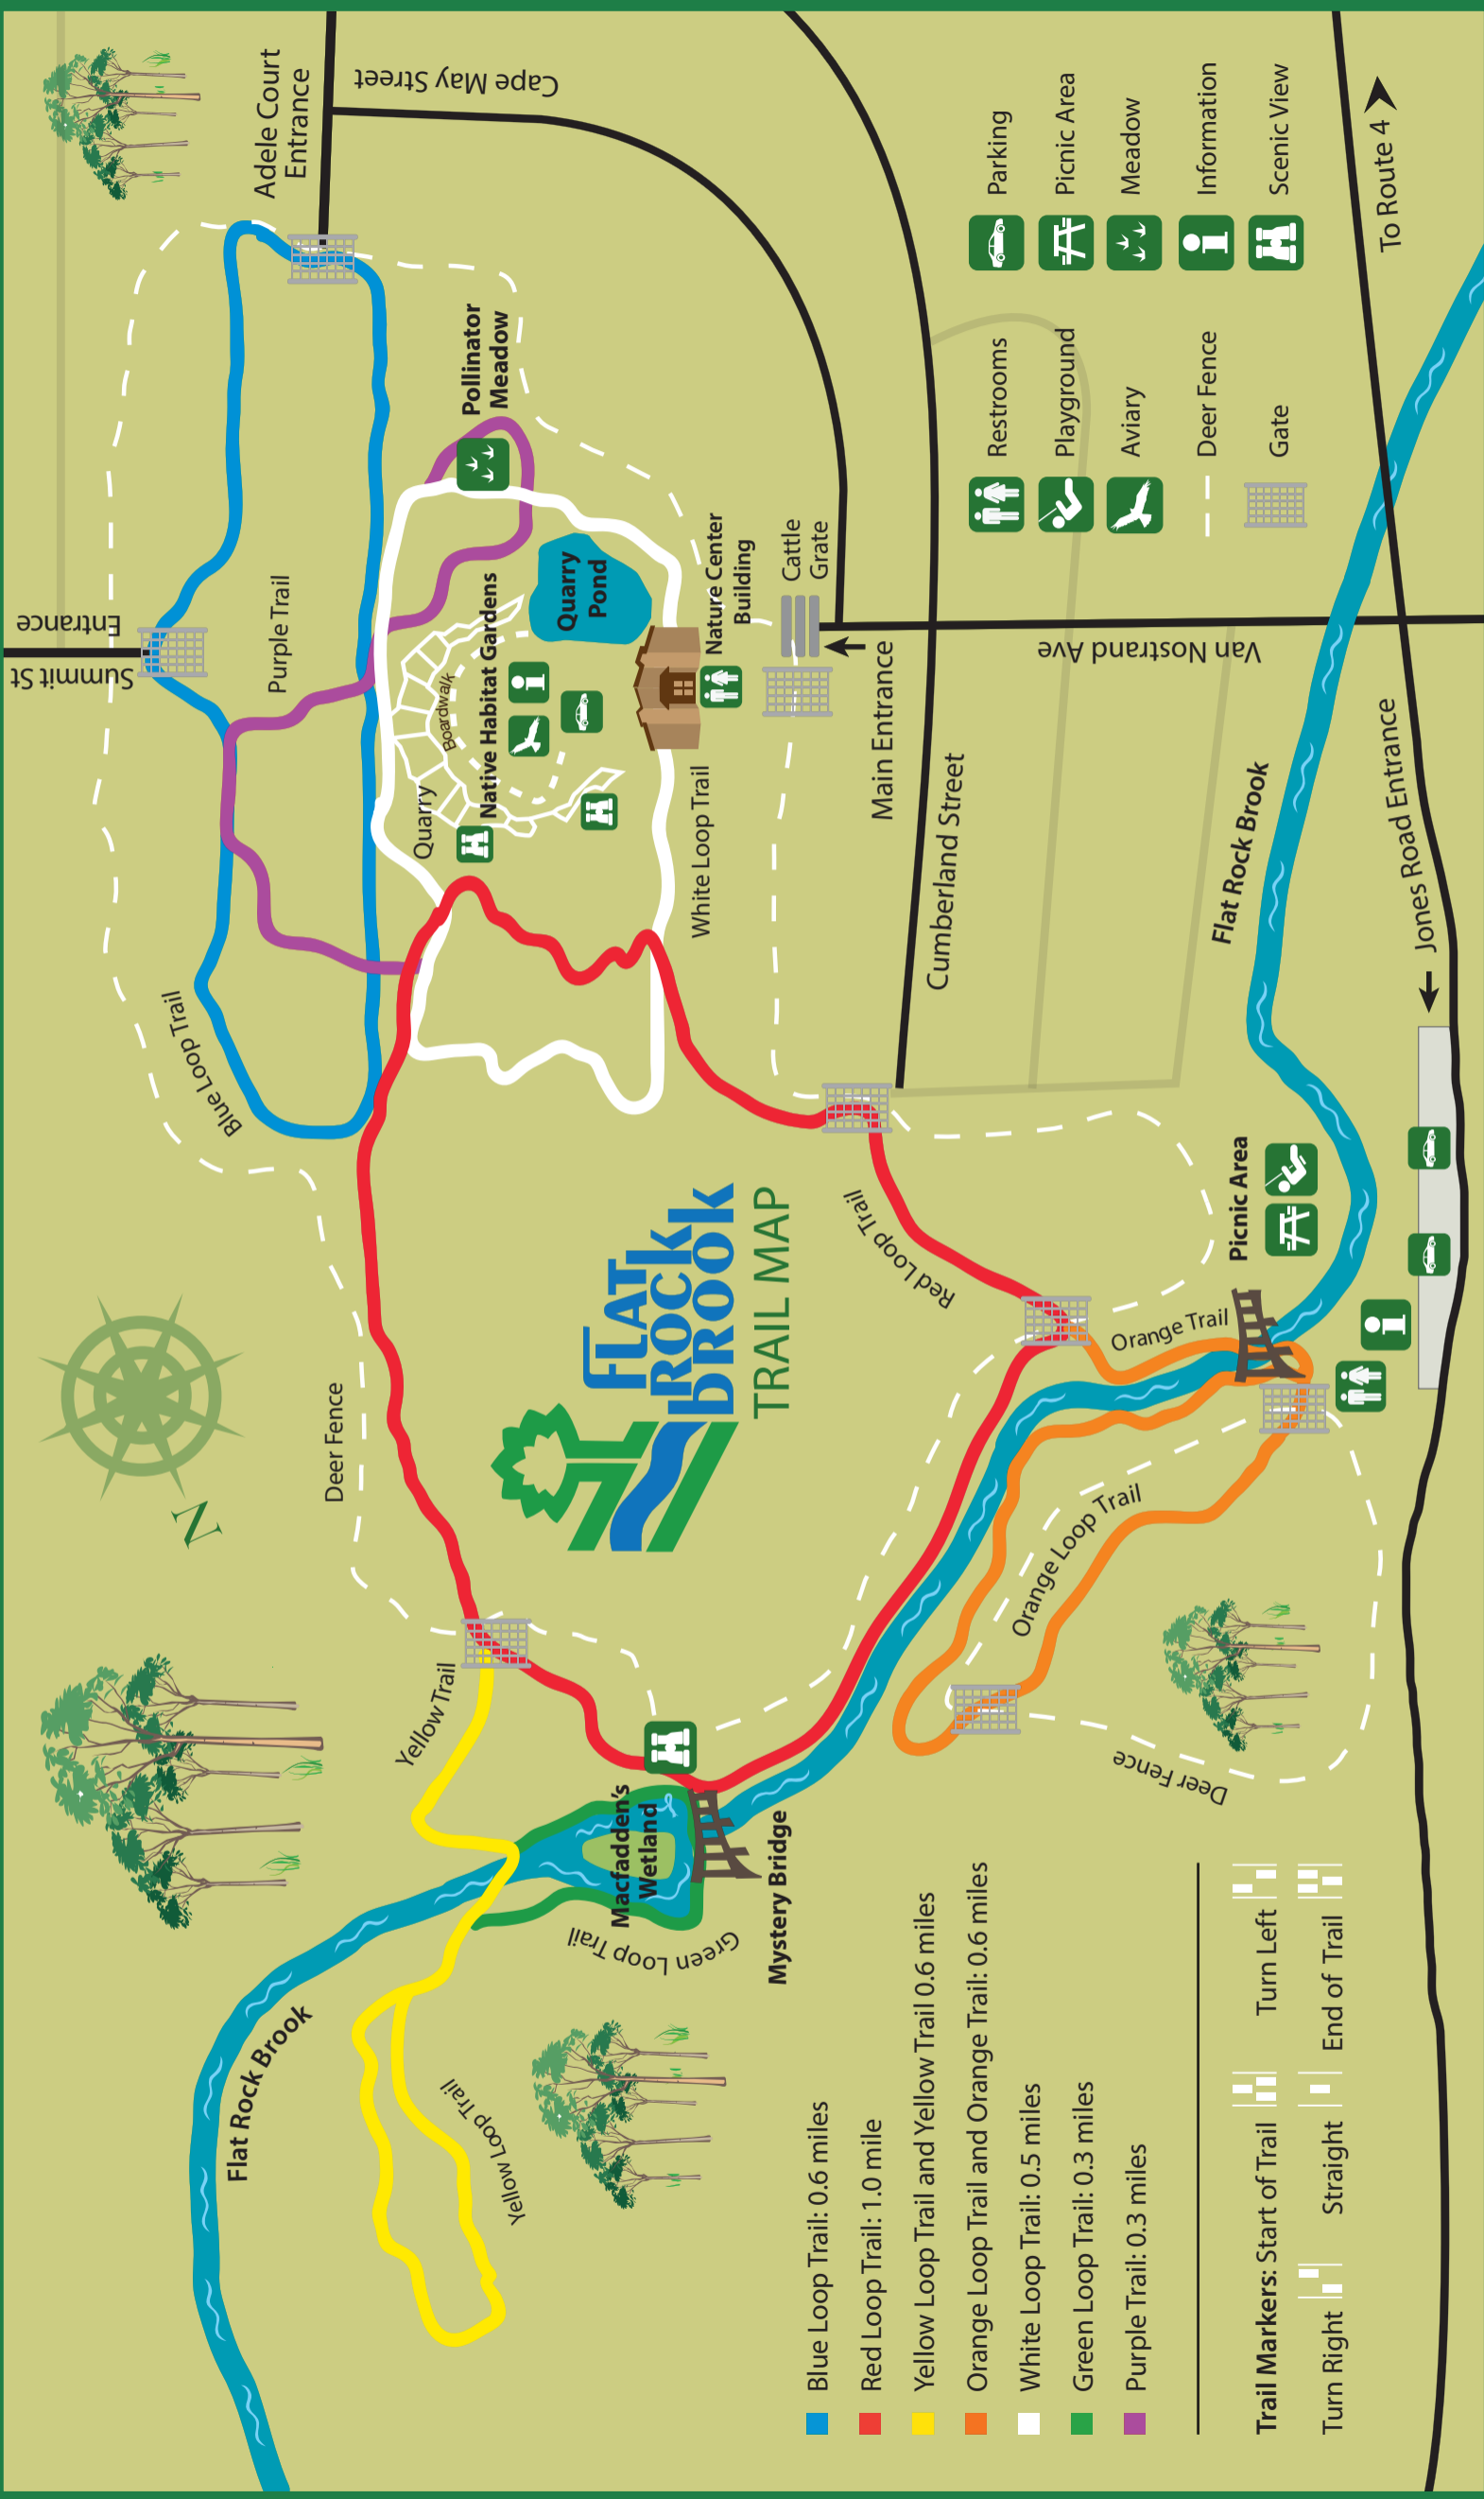 Flat Rock Brook
Yellow Loop Trail
Yellow Trail
Green Loop Trail
Macfadden's
Wetland
Mystery Bridge
N
Deer Fence
FLAT
ROCK
BROOK
TRAIL MAP
Blue Loop Trail
Summit St
Entrance
Purple Trail
Adele Court
Entrance
Cape May Street
Pollinator
Meadow
Quarry
Boardwalk
Native Habitat Gardens
Quarry
Pond
White Loop Trail
Nature Center
Building
Cattle
Grate
Main Entrance
Cumberland Street
Van Nostrand Ave
Red Loop Trail
Orange Trail
Orange Loop Trail
Deer Fence
Picnic Area
Flat Rock Brook
Jones Road Entrance
To Route 4
Blue Loop Trail: 0.6 miles
Red Loop Trail: 1.0 mile
Yellow Loop Trail and Yellow Trail 0.6 miles
Orange Loop Trail and Orange Trail: 0.6 miles
White Loop Trail: 0.5 miles
Green Loop Trail: 0.3 miles
Purple Trail: 0.3 miles
Trail Markers: Start of Trail
Turn Left
Turn Right
Straight
End of Trail
Restrooms
Parking
Playground
Picnic Area
Aviary
Meadow
Deer Fence
Information
Gate
Scenic View